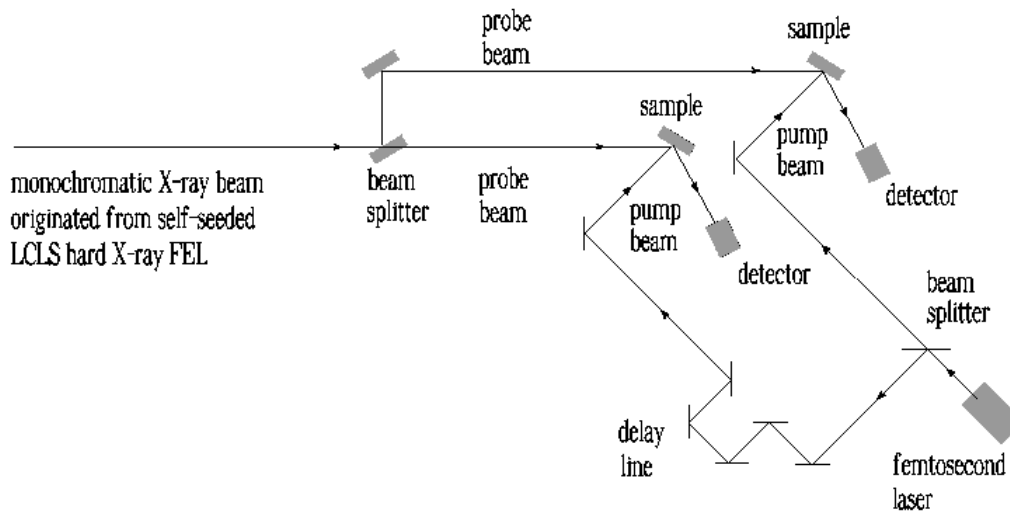 probe
beam
sample
sample
pump
beam
detector
monochromatic X-ray beam
originated from self-seeded
LCLS hard X-ray FEL
beam
splitter
probe
beam
pump
beam
detector
beam
splitter
delay
line
femtosecond
laser